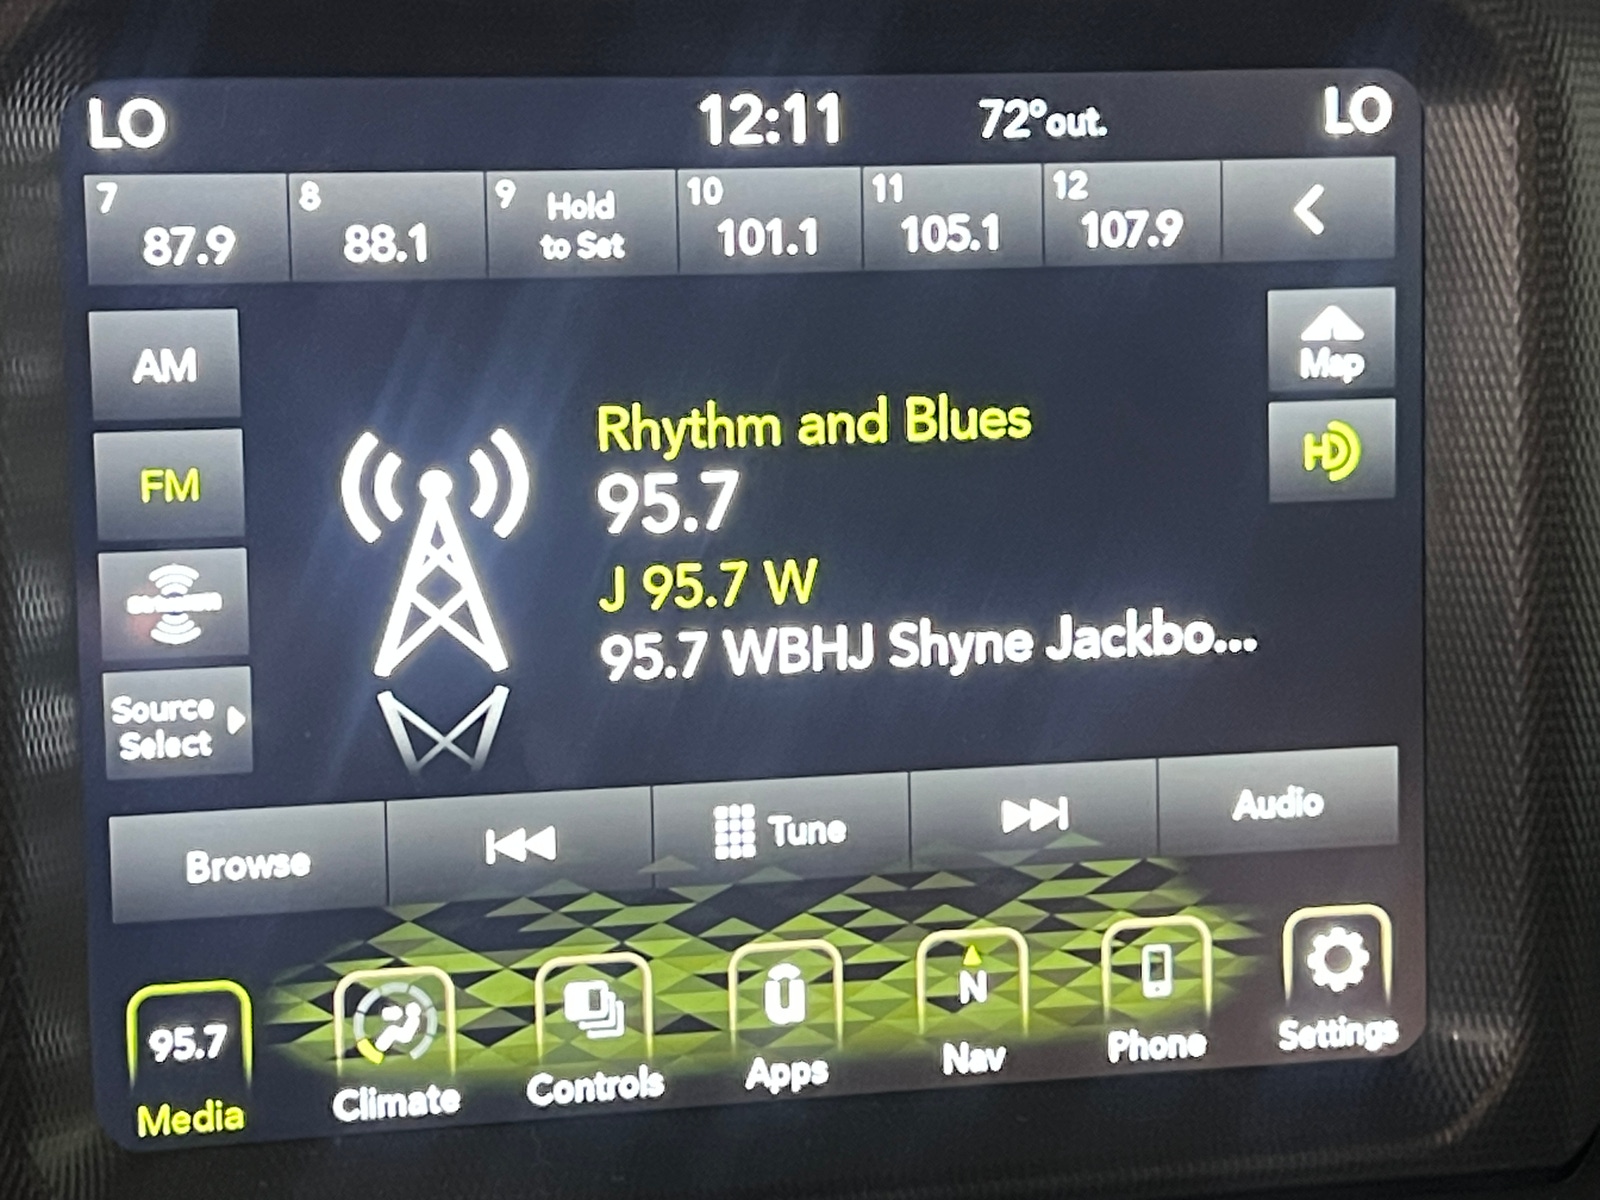 LO 12:11 72°out. LO
7 87.9
8 88.1
9 Hold to Set
10 101.1
11 105.1
12 107.9
AM
Map
FM
HD
Rhythm and Blues
95.7
J 95.7 W
95.7 WBHJ Shyne Jackbo...
Source
Select
Browse
Tune
Audio
95.7
N
Media
Climate
Controls
Apps
Nav
Phone
Settings